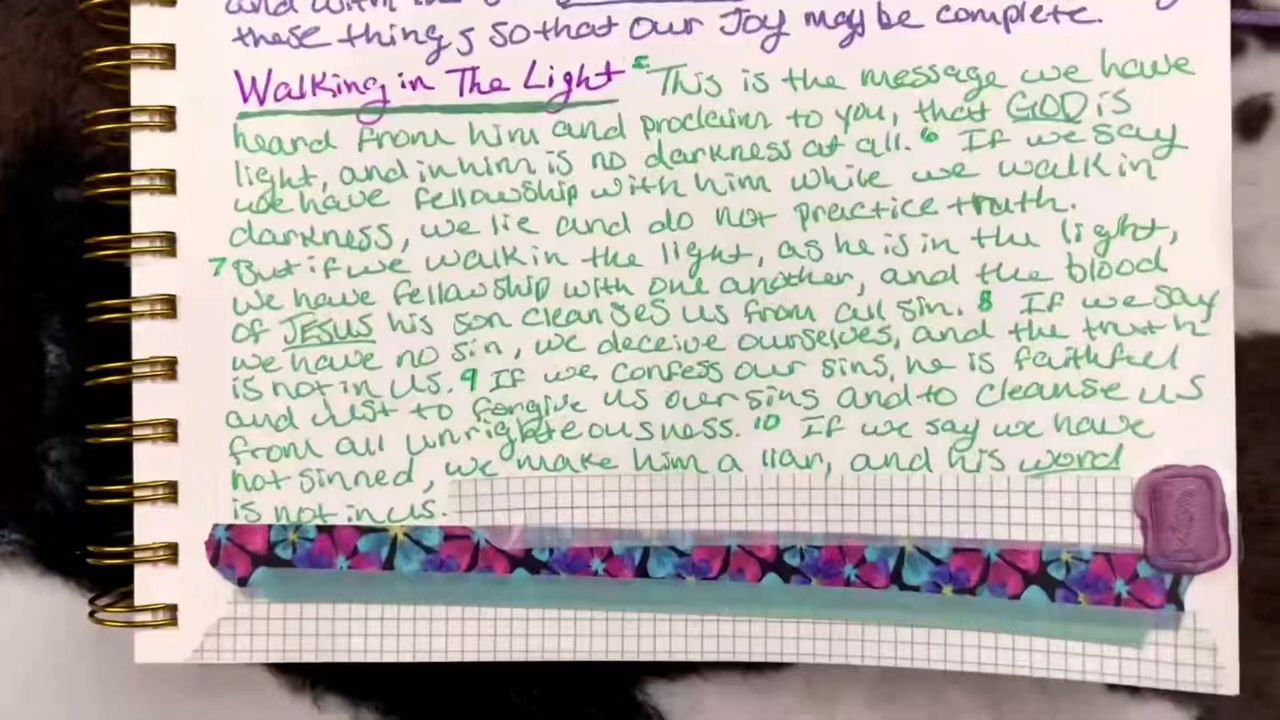 these things so that our Joy may be complete.
Walking in The Light 5 This is the message we have
heard from him and proclaim to you, that GOD is
light, and in him is no darkness at all. 6 If we say
we have fellowship with him while we walk in
darkness, we lie and do not practice truth.
7 But if we walk in the light, as he is in the light,
we have fellowship with one another, and the blood
of JESUS his son cleanses us from all sin. 8 If we say
we have no sin, we deceive ourselves, and the truth
is not in us. 9 If we confess our sins, he is faithful
and Just to forgive us our sins and to cleanse us
from all unrighteousness. 10 If we say we have
not sinned, we make him a liar, and his word
is not in us.